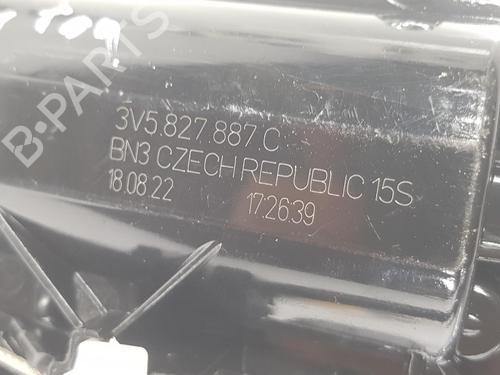 3V5.827.887.C
BN3 CZECH REPUBLIC 15S
18.08.22 17:26:39
B-PARTS